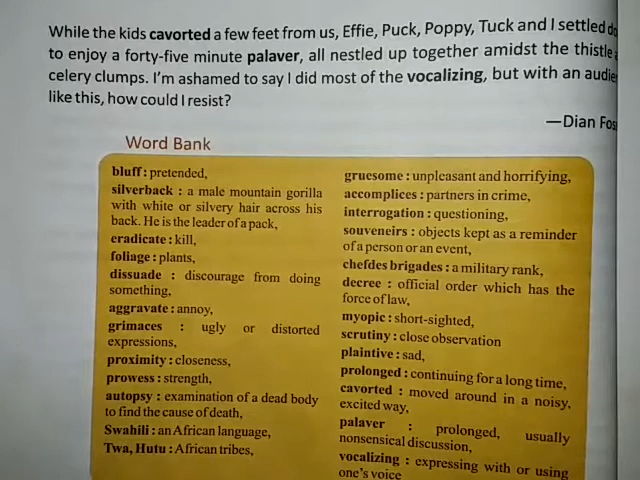 While the kids cavorted a few feet from us, Effie, Puck, Poppy, Tuck and I settled
to enjoy a forty-five minute palaver, all nestled up together amidst the thistle
celery clumps. I'm ashamed to say I did most of the vocalizing, but with an
like this, how could I resist?
—Dian
Word Bank
bluff : pretended,
silverback : a male mountain gorilla
with white or silvery hair across his
back. He is the leader of a pack,
eradicate : kill,
foliage : plants,
dissuade : discourage from doing
something,
aggravate : annoy,
grimaces : ugly or distorted
expressions,
proximity : closeness,
prowess : strength,
autopsy : examination of a dead body
to find the cause of death,
Swahili : an African language,
Twa, Hutu : African tribes,
gruesome : unpleasant and horrifying,
accomplices : partners in crime,
interrogation : questioning,
souveneirs : objects kept as a reminder
of a person or an event,
chefdes brigades : a military rank,
decree : official order which has the
force of law,
myopic : short-sighted,
scrutiny : close observation
plaintive : sad,
prolonged : continuing for a long time,
cavorted : moved around in a noisy,
excited way,
palaver : prolonged, usually
nonsensical discussion,
vocalizing : expressing with or using
one's voice